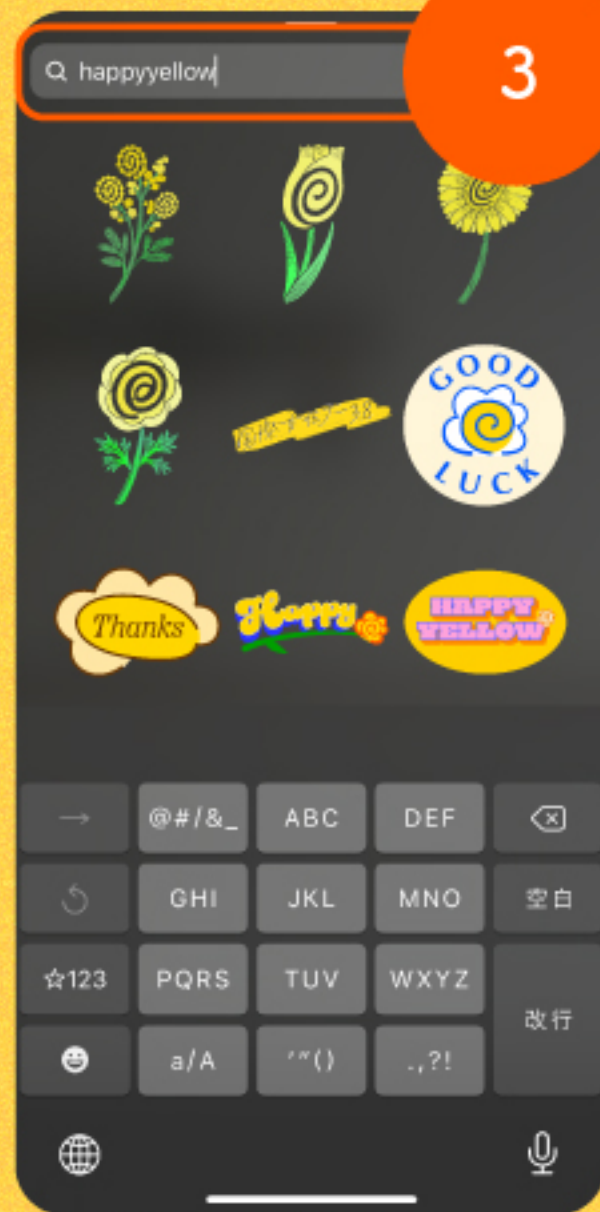 3
happyyellow
GOOD
LUCK
Thanks
Happy
HAPPY
YELLOW
→
@#/&_
ABC
DEF
GHI
JKL
MNO
空白
☆123
PQRS
TUV
WXYZ
改行
a/A
'"()
.,?!